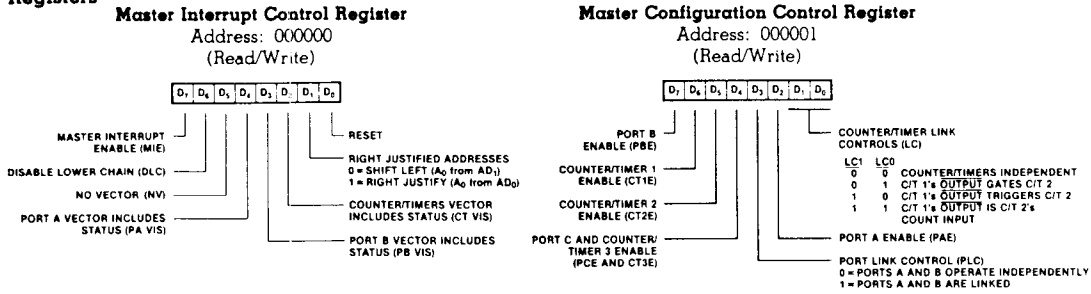 Registers
Master Interrupt Control Register
Address: 000000
(Read/Write)
D7 D6 D5 D4 D3 D2 D1 D0
MASTER INTERRUPT
ENABLE (MIE)
DISABLE LOWER CHAIN (DLC)
NO VECTOR (NV)
PORT A VECTOR INCLUDES
STATUS (PA VIS)
RESET
RIGHT JUSTIFIED ADDRESSES
0 = SHIFT LEFT (A0 from AD1)
1 = RIGHT JUSTIFY (A0 from AD0)
COUNTER/TIMERS VECTOR
INCLUDES STATUS (CT VIS)
PORT B VECTOR INCLUDES
STATUS (PB VIS)
Master Configuration Control Register
Address: 000001
(Read/Write)
D7 D6 D5 D4 D3 D2 D1 D0
PORT B
ENABLE (PBE)
COUNTER/TIMER 1
ENABLE (CT1E)
COUNTER/TIMER 2
ENABLE (CT2E)
PORT C AND COUNTER/
TIMER 3 ENABLE
(PCE AND CT3E)
COUNTER/TIMER LINK
CONTROLS (LC)
LC1 LC0
0 0 COUNTER/TIMERS INDEPENDENT
0 1 C/T 1's OUTPUT GATES C/T 2
1 0 C/T 1's OUTPUT TRIGGERS C/T 2
1 1 C/T 1's OUTPUT IS C/T 2's
COUNT INPUT
PORT A ENABLE (PAE)
PORT LINK CONTROL (PLC)
0 = PORTS A AND B OPERATE INDEPENDENTLY
1 = PORTS A AND B ARE LINKED